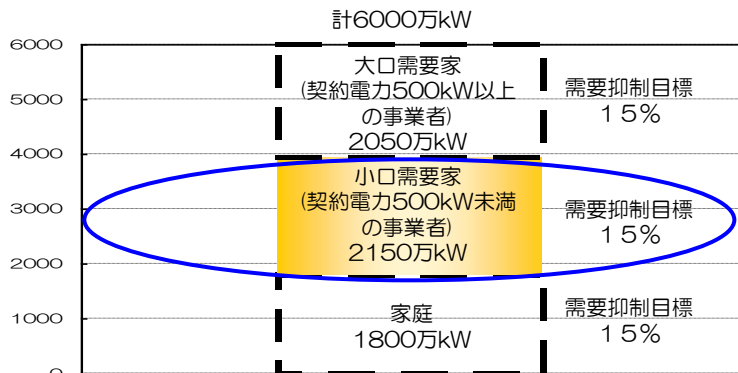 計6000万kW
6000
大口需要家
(契約電力500kW以上
の事業者)
2050万kW
需要抑制目標
１５%
5000
4000
小口需要家
(契約電力500kW未満
の事業者)
2150万kW
需要抑制目標
１５%
3000
2000
家庭
1800万kW
需要抑制目標
１５%
1000
0